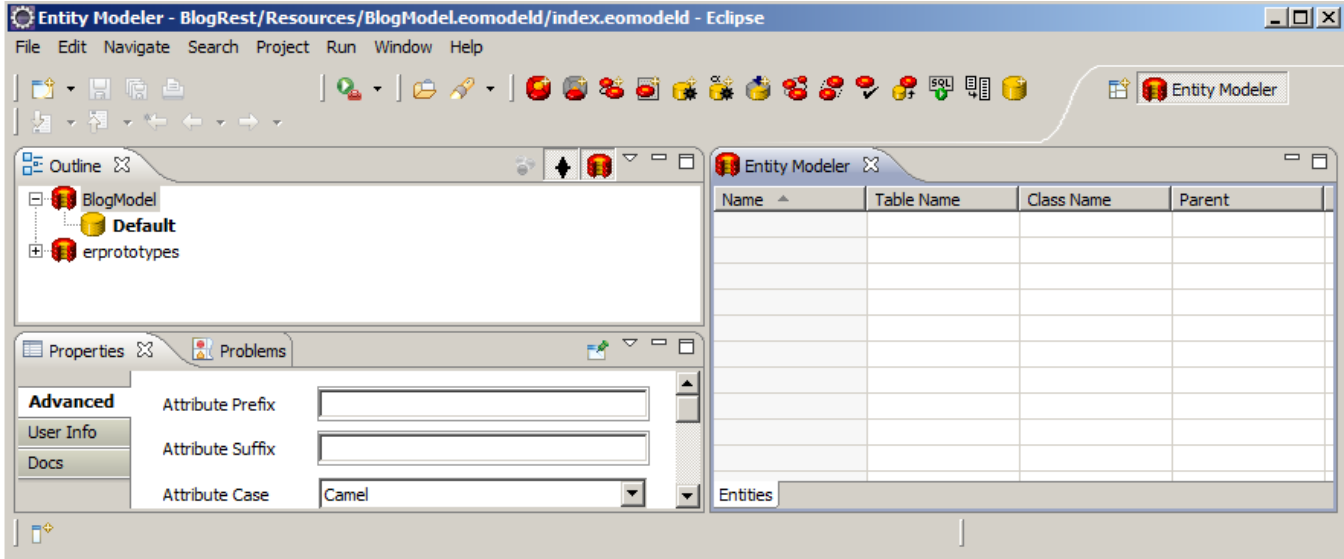 Entity Modeler - BlogRest/Resources/BlogModel.eomodeld/index.eomodeld - Eclipse
File Edit Navigate Search Project Run Window Help
SQL
Entity Modeler
Outline
BlogModel
Default
erprototypes
Entity Modeler
Name Table Name Class Name Parent
Entities
Properties Problems
Advanced
User Info
Docs
Attribute Prefix
Attribute Suffix
Attribute Case Camel